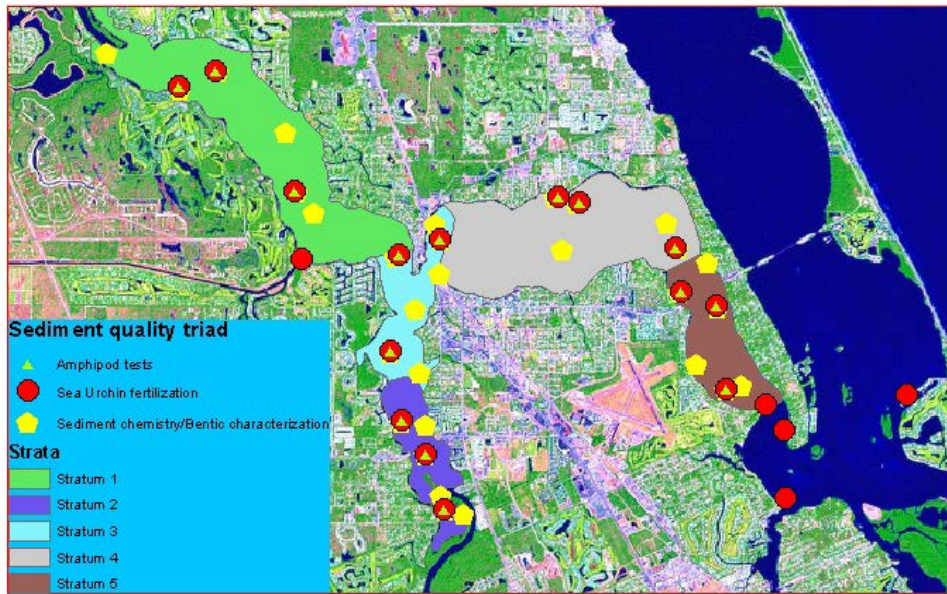 Sediment quality triad
Amphipod tests
Sea Urchin fertilization
Sediment chemistry/Bentic characterization
Strata
Stratum 1
Stratum 2
Stratum 3
Stratum 4
Stratum 5